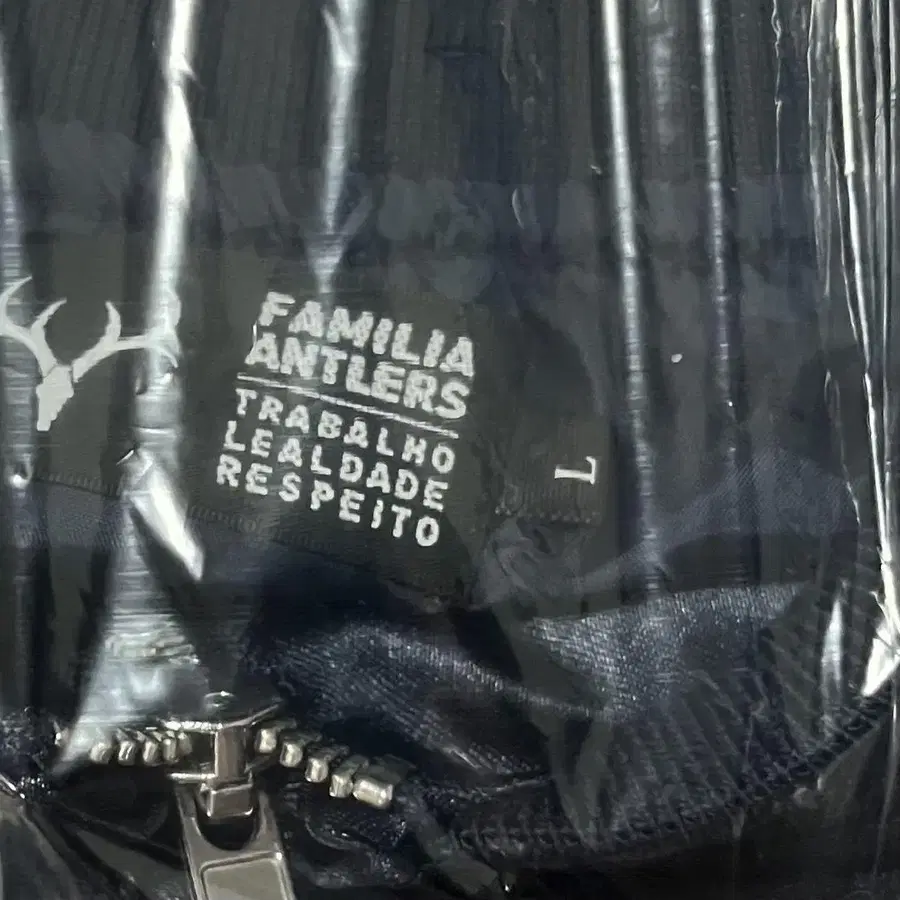 FAMILIA
ANTLERS
TRABALHO
LEALDADE
RESPEITO
L